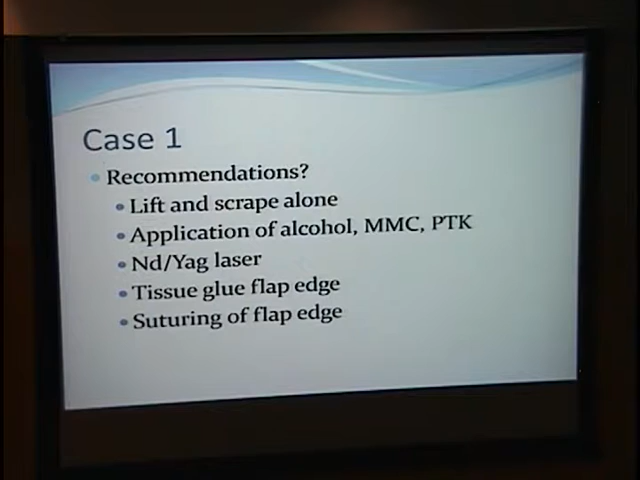 Case 1
Recommendations?
Lift and scrape alone
Application of alcohol, MMC, PTK
Nd/Yag laser
Tissue glue flap edge
Suturing of flap edge